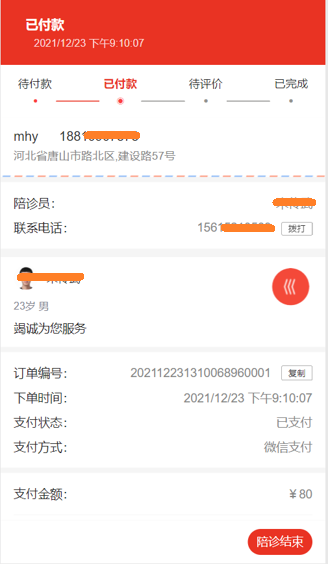 已付款
2021/12/23 下午9:10:07
待付款 已付款 待评价 已完成
mhy 188
河北省唐山市路北区,建设路57号
陪诊员:
联系电话: 1561 拨打
23岁 男
竭诚为您服务
订单编号: 202112231310068960001 复制
下单时间: 2021/12/23 下午9:10:07
支付状态: 已支付
支付方式: 微信支付
支付金额: ¥80
陪诊结束